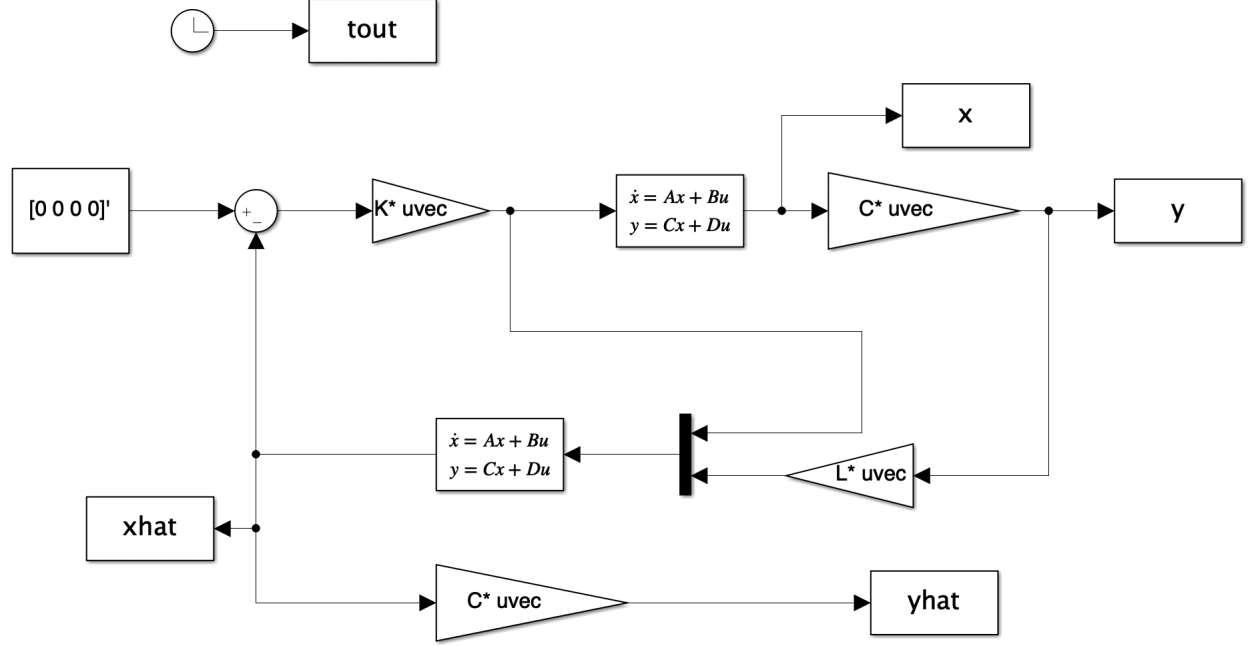 tout
x
[0 0 0 0]'
+
_
K* uvec
ẋ = Ax + Bu
y = Cx + Du
C* uvec
y
ẋ = Ax + Bu
y = Cx + Du
L* uvec
xhat
C* uvec
yhat